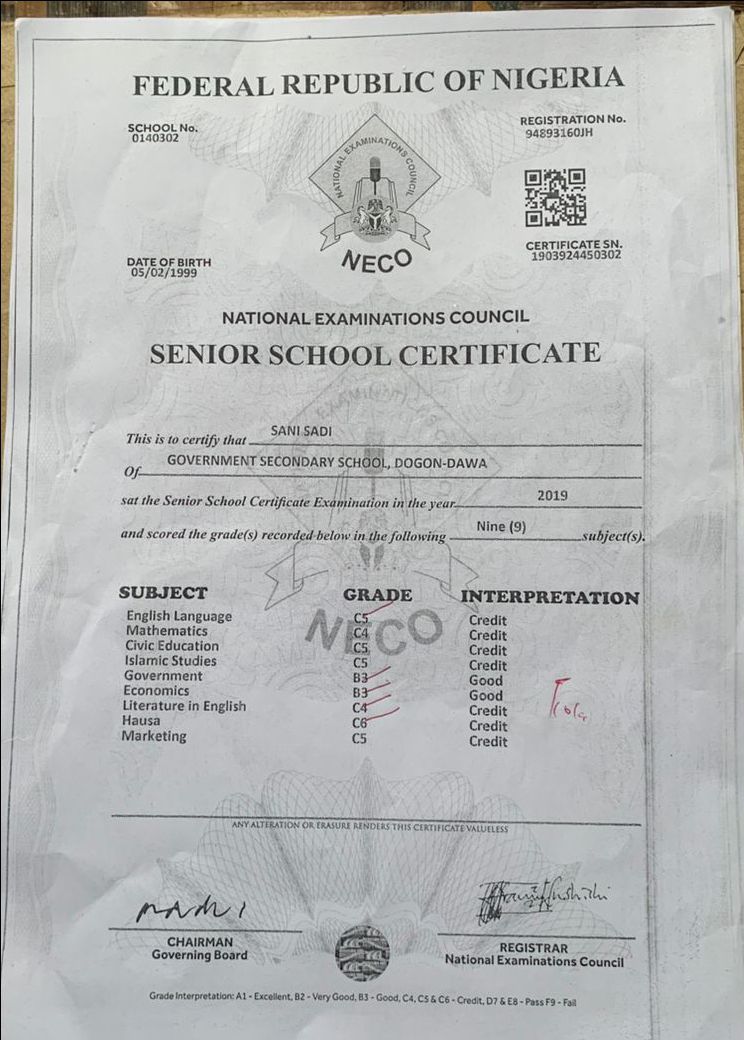 FEDERAL REPUBLIC OF NIGERIA
SCHOOL No.
0140302
REGISTRATION No.
94893160JH
NATIONAL EXAMINATIONS COUNCIL
NECO
DATE OF BIRTH
05/02/1999
CERTIFICATE SN.
1903924450302
NATIONAL EXAMINATIONS COUNCIL
SENIOR SCHOOL CERTIFICATE
This is to certify that SANI SADI
Of GOVERNMENT SECONDARY SCHOOL, DOGON-DAWA
sat the Senior School Certificate Examination in the year 2019
and scored the grade(s) recorded below in the following Nine (9) subject(s).
NECO
SUBJECT GRADE INTERPRETATION
English Language C5 Credit
Mathematics C4 Credit
Civic Education C5 Credit
Islamic Studies C5 Credit
Government B3 Good
Economics B3 Good
Literature in English C4 Credit
Hausa C6 Credit
Marketing C5 Credit
ANY ALTERATION OR ERASURE RENDERS THIS CERTIFICATE VALUELESS
CHAIRMAN
Governing Board
REGISTRAR
National Examinations Council
Grade Interpretation: A1 - Excellent, B2 - Very Good, B3 - Good, C4, C5 & C6 - Credit, D7 & E8 - Pass F9 - Fail